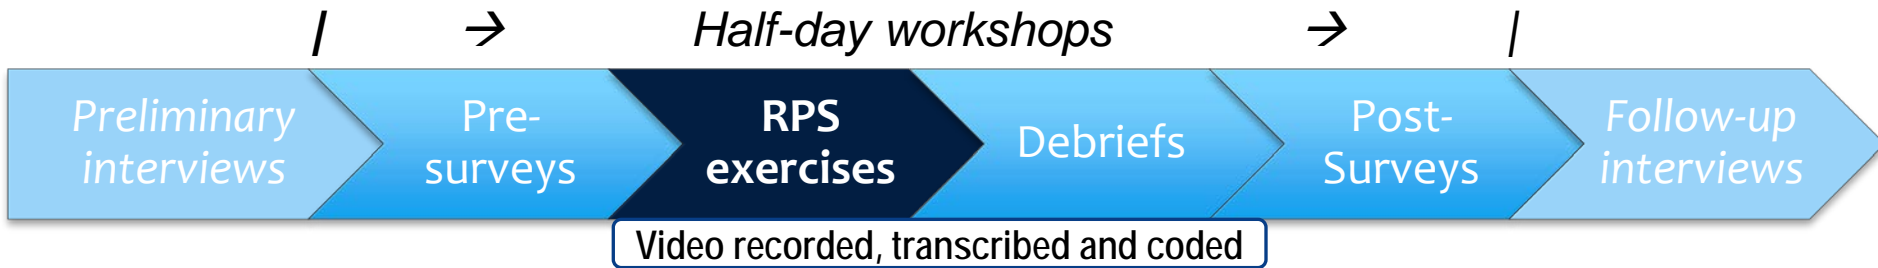 | → Half-day workshops → |
Preliminary
interviews
Pre-
surveys
RPS
exercises
Debriefs
Post-
Surveys
Follow-up
interviews
Video recorded, transcribed and coded